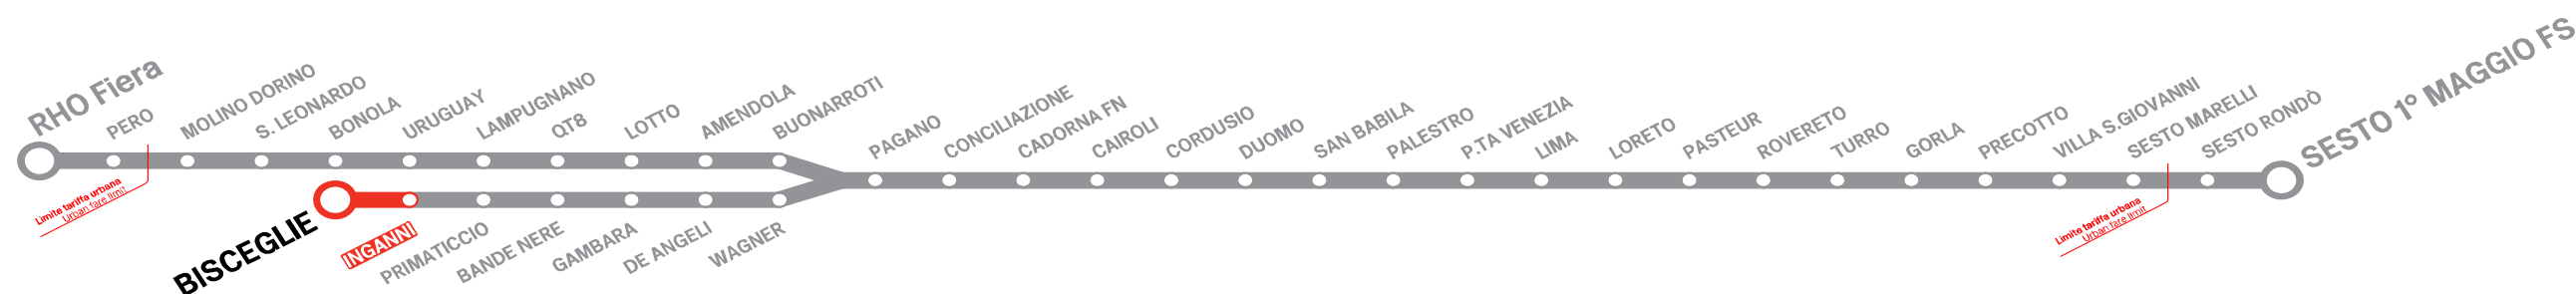 RHO Fiera
PERO
MOLINO DORINO
S. LEONARDO
BONOLA
URUGUAY
LAMPUGNANO
QT8
LOTTO
AMENDOLA
BUONARROTI
PAGANO
CONCILIAZIONE
CADORNA FN
CAIROLI
CORDUSIO
DUOMO
SAN BABILA
PALESTRO
P.TA VENEZIA
LIMA
LORETO
PASTEUR
ROVERETO
TURRO
GORLA
PRECOTTO
VILLA S.GIOVANNI
SESTO MARELLI
SESTO RONDÒ
SESTO 1° MAGGIO FS
Limite tariffa urbana
Urban fare limit
BISCEGLIE
INGANNI
PRIMATICCIO
BANDE NERE
GAMBARA
DE ANGELI
WAGNER
Limite tariffa urbana
Urban fare limit